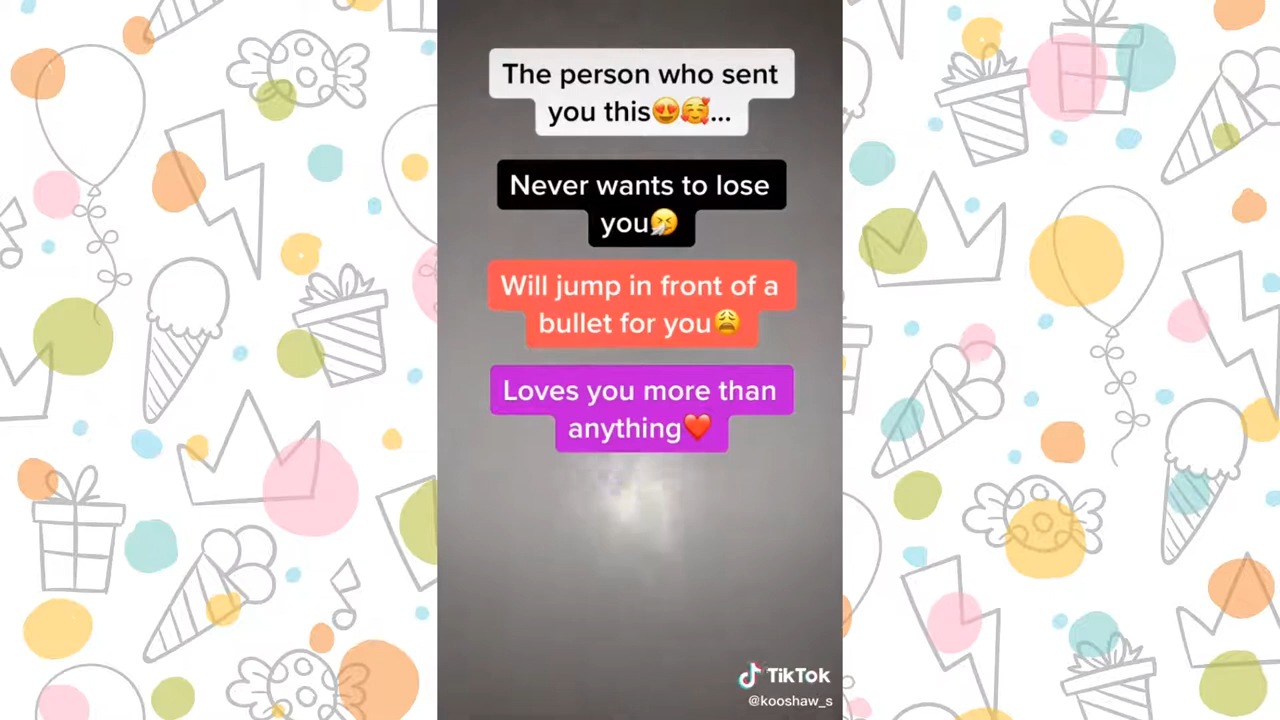 The person who sent
you this😍🥰...
Never wants to lose
you🤧
Will jump in front of a
bullet for you😩
Loves you more than
anything❤️
TikTok
@kooshaw_s